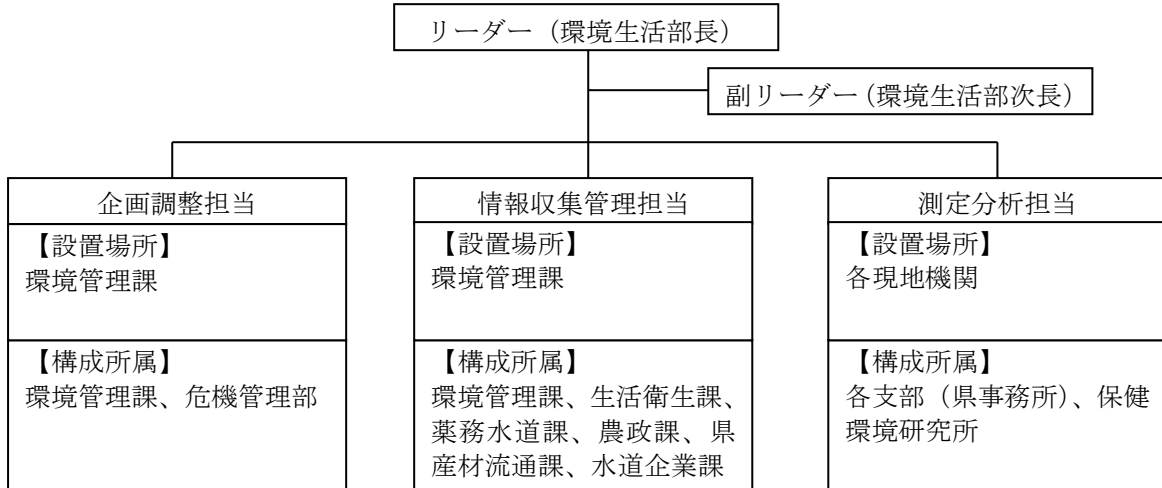 リーダー（環境生活部長）
副リーダー（環境生活部次長）
企画調整担当
【設置場所】
環境管理課
【構成所属】
環境管理課、危機管理部
情報収集管理担当
【設置場所】
環境管理課
【構成所属】
環境管理課、生活衛生課、
薬務水道課、農政課、県
産材流通課、水道企業課
測定分析担当
【設置場所】
各現地機関
【構成所属】
各支部（県事務所）、保健
環境研究所